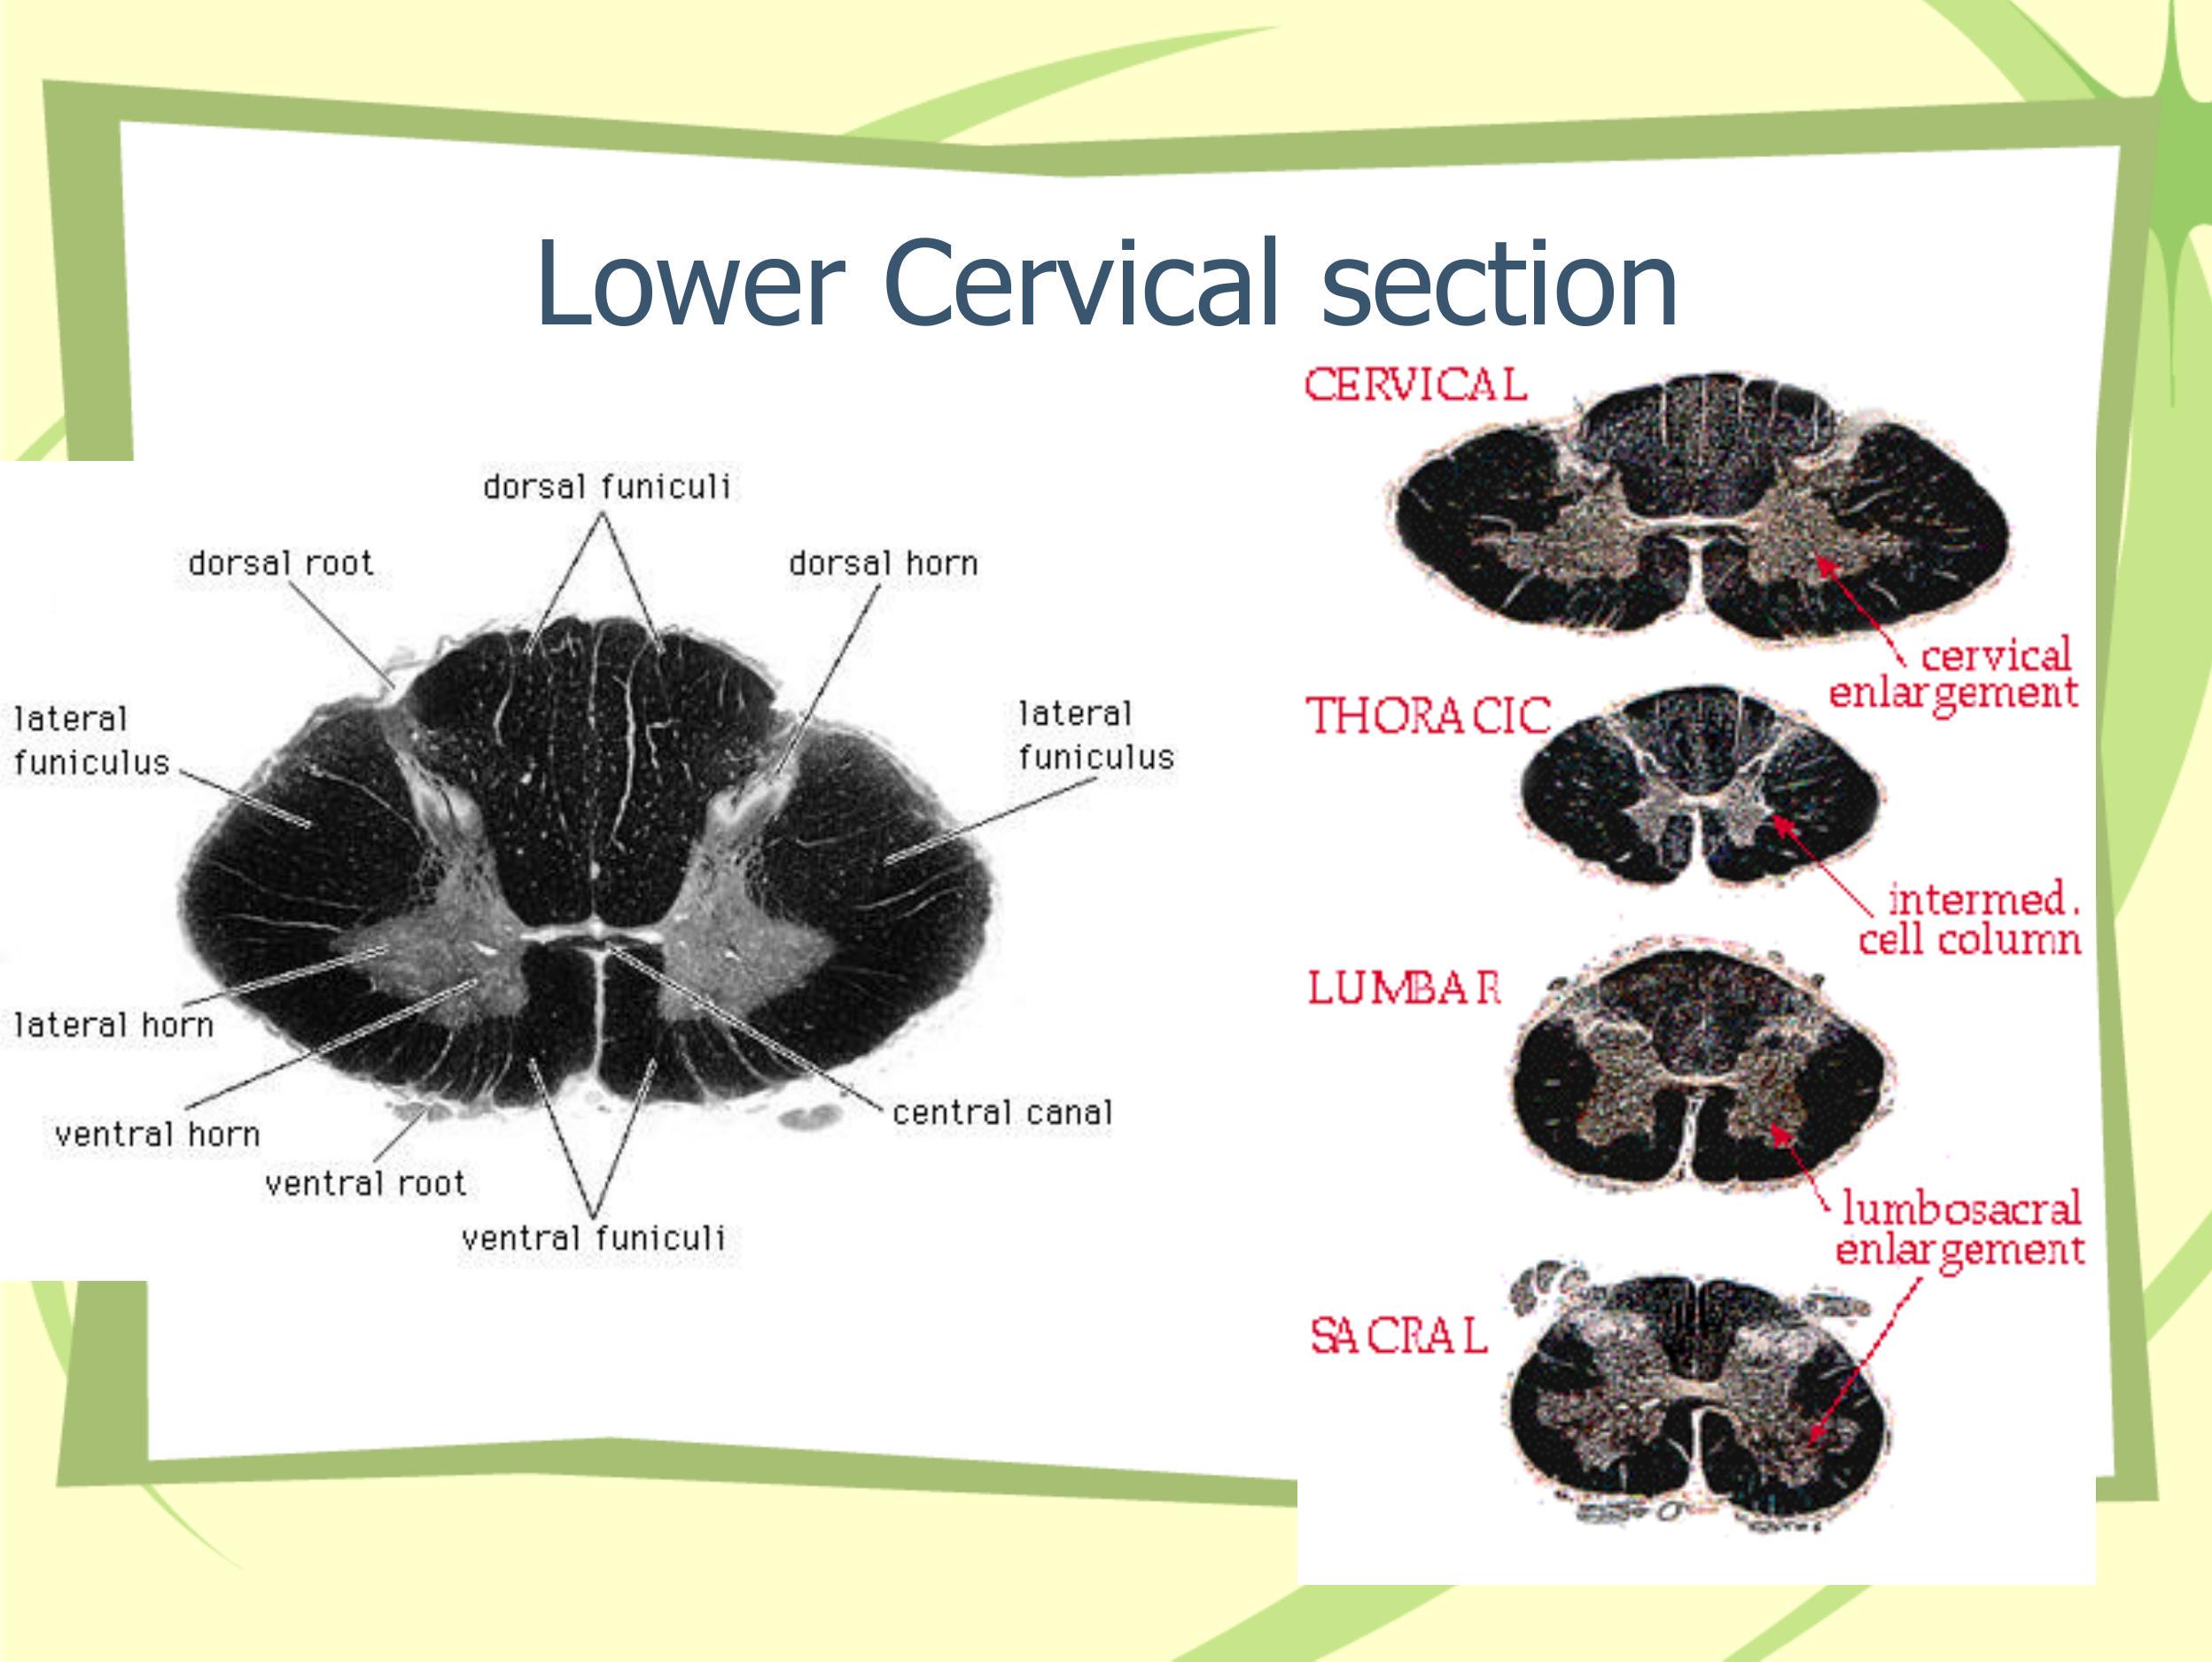 Lower Cervical section
dorsal funiculi
dorsal root
dorsal horn
lateral
funiculus
lateral
funiculus
lateral horn
ventral horn
ventral root
ventral funiculi
central canal
CERVICAL
cervical
enlargement
THORACIC
intermed.
cell column
LUMBAR
lumbosacral
enlargement
SACRAL